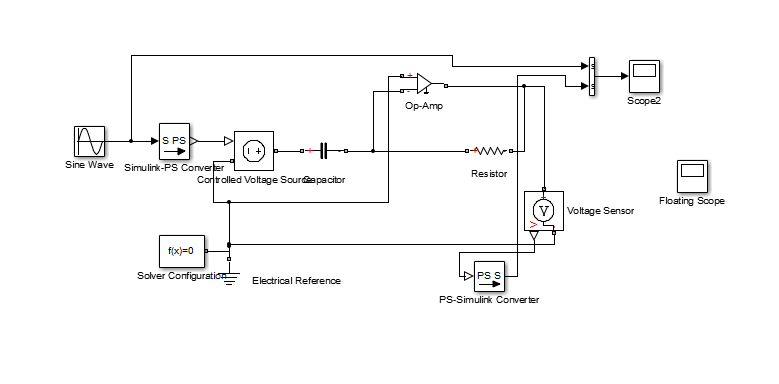 Op-Amp
Scope2
S PS
Sine Wave
Simulink-PS Converter
Controlled Voltage Source
Capacitor
Resistor
Floating Scope
V
Voltage Sensor
f(x)=0
Solver Configuration
Electrical Reference
PS S
PS-Simulink Converter